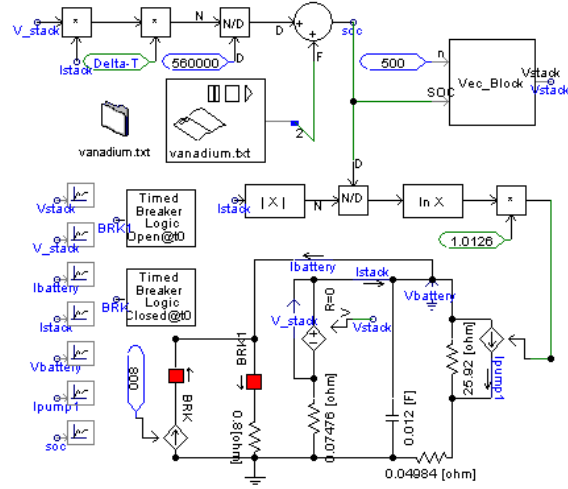 V_stack
*
*
N
N/D
D
+
+
F
soc
Istack
Delta-T
560000
D
500
n
Vec_Block
SOC
Vstack
Vstack
vanadium.txt
vanadium.txt
2
D
Istack
| X |
N
N/D
ln X
*
1.0126
Vstack
V_stack
Ibattery
Istack
Vbattery
Ipump1
soc
Timed
Breaker
Logic
Open@t0
BRK1
Timed
Breaker
Logic
Closed@t0
BRK
Ibattery
Istack
Vbattery
R=0
V
V_stack
Vstack
BRK1
BRK
800
0.8[ohm]
0.07476 [ohm]
0.012 [F]
25.92 [ohm]
Ipump1
0.04984 [ohm]